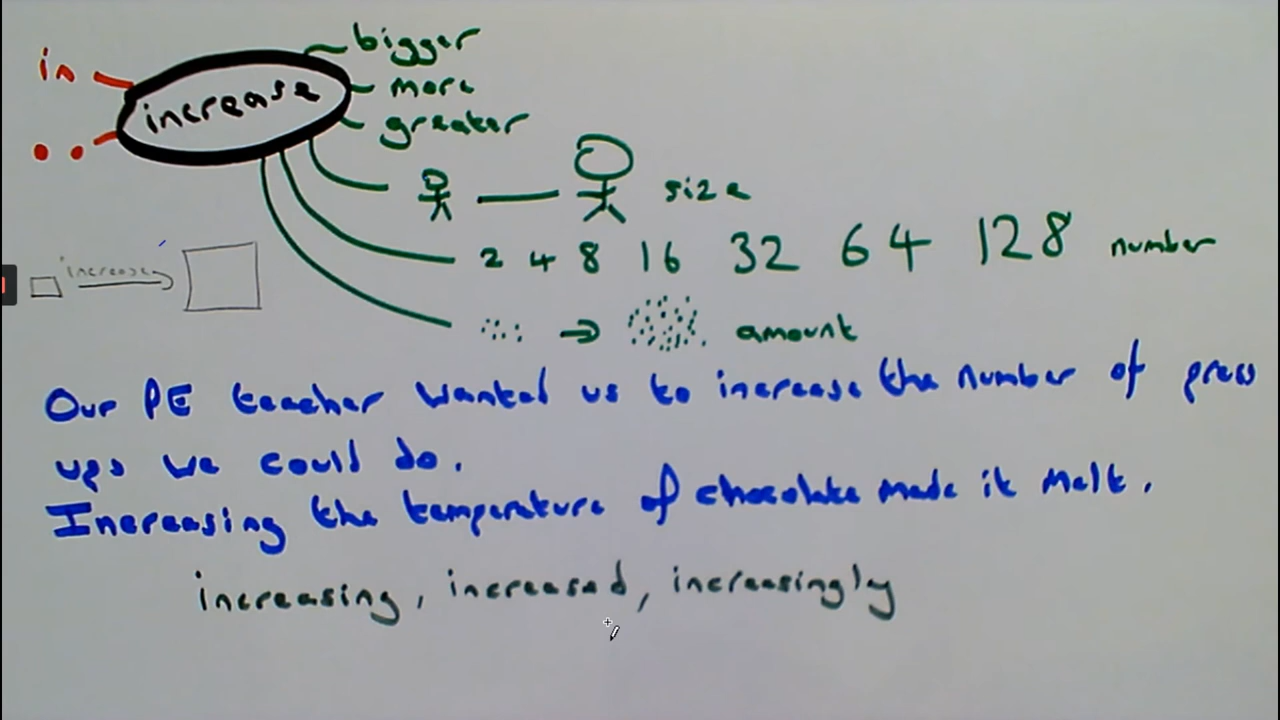 in
increase
bigger
more
greater
size
2 4 8 16 32 64 128 number
increase
amount
Our PE teacher wanted us to increase the number of press
ups we could do.
Increasing the temperature of chocolate made it melt.
increasing, increased, increasingly